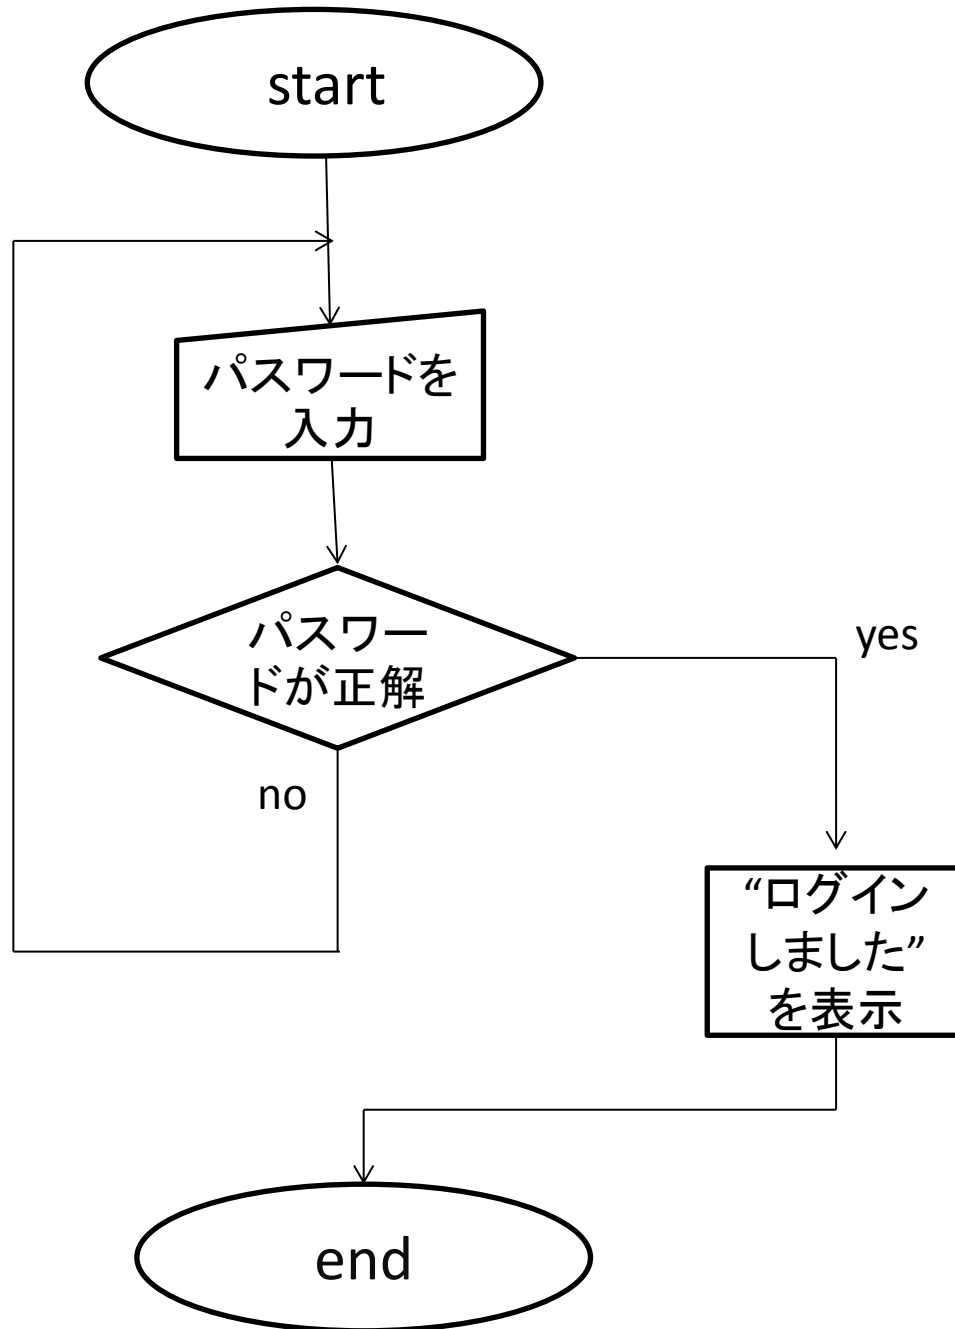 start
パスワードを
入力
パスワー
ドが正解
yes
no
“ログイン
しました”
を表示
end